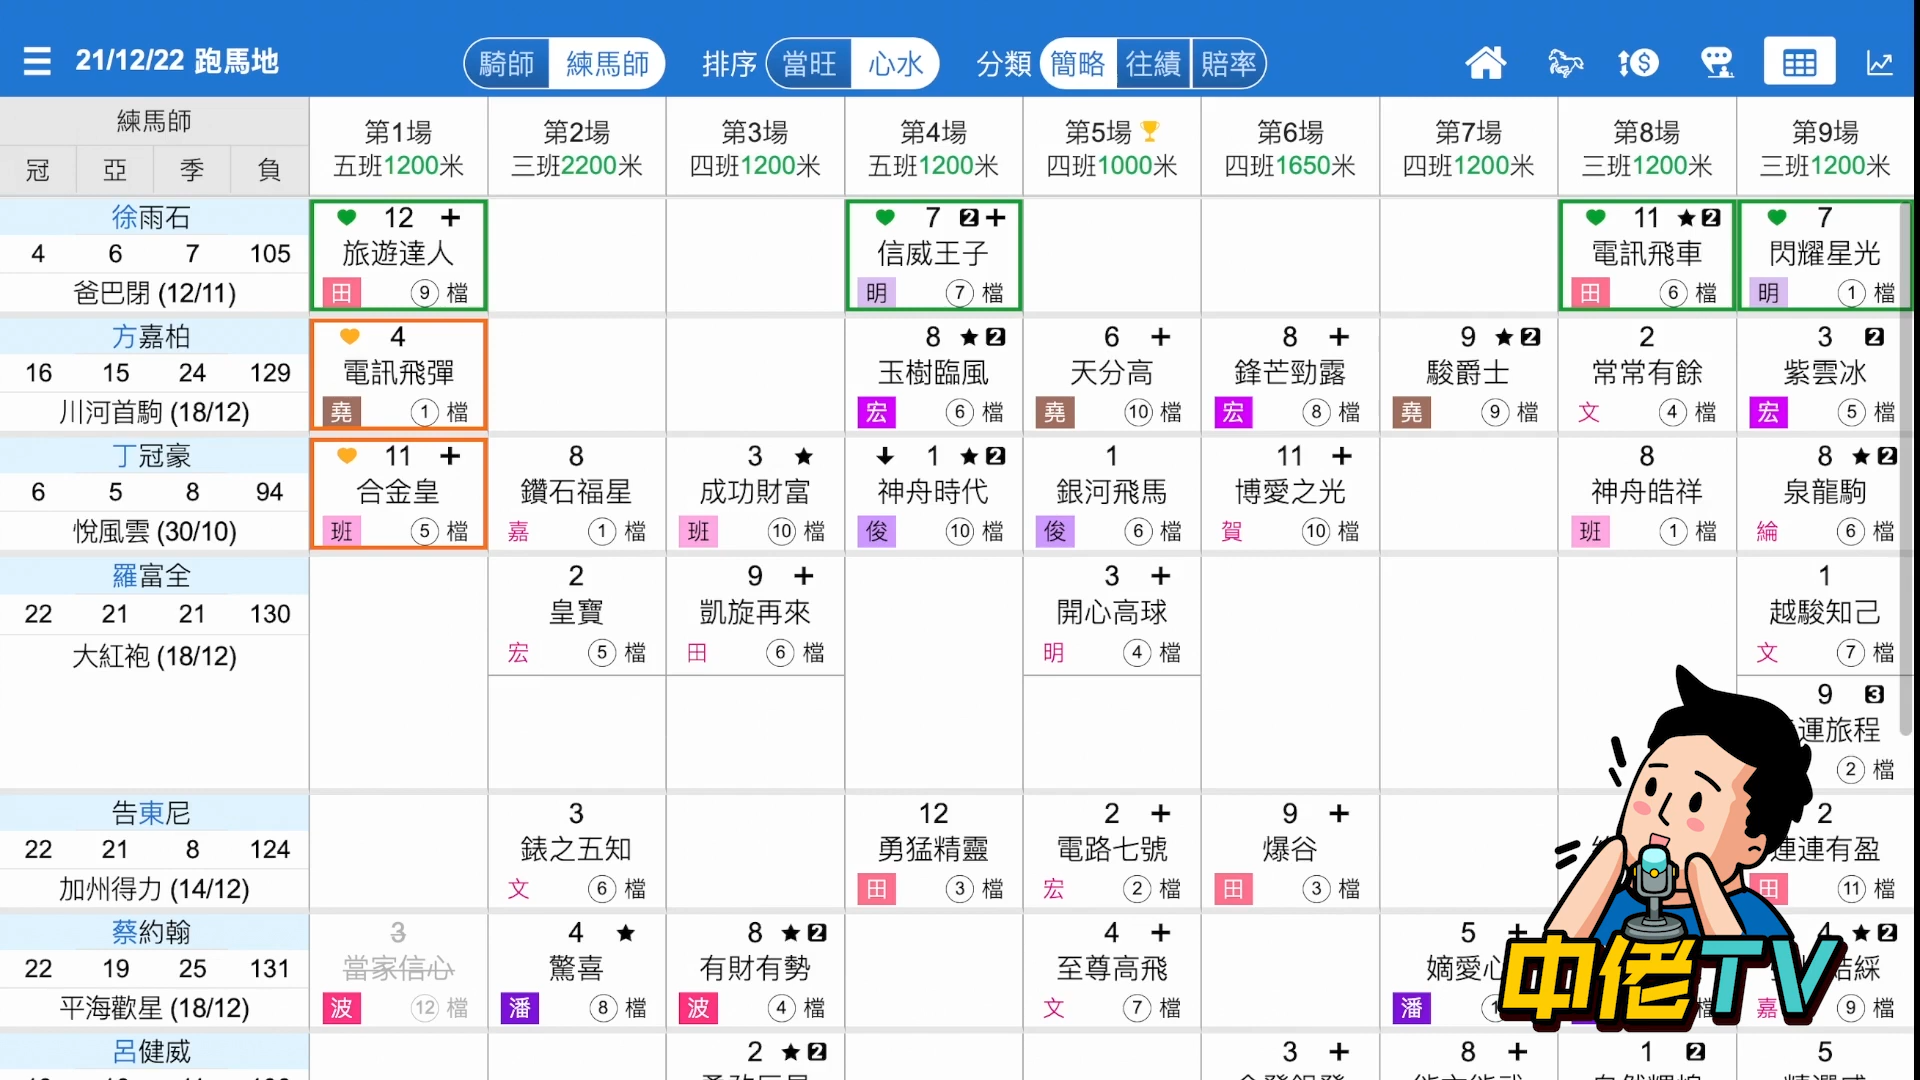 21/12/22 跑馬地
騎師 練馬師 排序 當旺 心水 分類 簡略 往績 賠率
練馬師
冠 亞 季 負
第1場 第2場 第3場 第4場 第5場 第6場 第7場 第8場 第9場
五班1200米 三班2200米 四班1200米 五班1200米 四班1000米 四班1650米 四班1200米 三班1200米 三班1200米
徐雨石
4 6 7 105
爸巴閉 (12/11)
12 +
旅遊達人
田 9 檔
7 2 +
信威王子
明 7 檔
11 ★ 2
電訊飛車
田 6 檔
7
閃耀星光
明 1 檔
方嘉柏
16 15 24 129
川河首駒 (18/12)
4
電訊飛彈
堯 1 檔
8 ★ 2
玉樹臨風
宏 6 檔
6 +
天分高
堯 10 檔
8 +
鋒芒勁露
宏 8 檔
9 ★ 2
駿爵士
堯 9 檔
2
常常有餘
文 4 檔
3 2
紫雲冰
宏 5 檔
丁冠豪
6 5 8 94
悅風雲 (30/10)
11 +
合金皇
班 5 檔
8
鑽石福星
嘉 1 檔
3 ★
成功財富
班 10 檔
1 ★ 2
神舟時代
俊 10 檔
1
銀河飛馬
俊 6 檔
11 +
博愛之光
賀 10 檔
8
神舟皓祥
班 1 檔
8 ★ 2
泉龍駒
綸 6 檔
羅富全
22 21 21 130
大紅袍 (18/12)
2
皇寶
宏 5 檔
9 +
凱旋再來
田 6 檔
3 +
開心高球
明 4 檔
1
越駿知己
文 7 檔
9 3
運旅程
2 檔
告東尼
22 21 8 124
加州得力 (14/12)
3
錶之五知
文 6 檔
12
勇猛精靈
田 3 檔
2 +
電路七號
宏 2 檔
9 +
爆谷
田 3 檔
2
連連有盈
田 11 檔
蔡約翰
22 19 25 131
平海歡星 (18/12)
3
當家信心
波 12 檔
4 ★
驚喜
潘 8 檔
8 ★ 2
有財有勢
波 4 檔
4 +
至尊高飛
文 7 檔
5 +
嫡愛心
潘
4 ★ 2
結綵
嘉 9 檔
中佬TV
呂健威
2 ★ 2
3 +
8 +
1 2
5